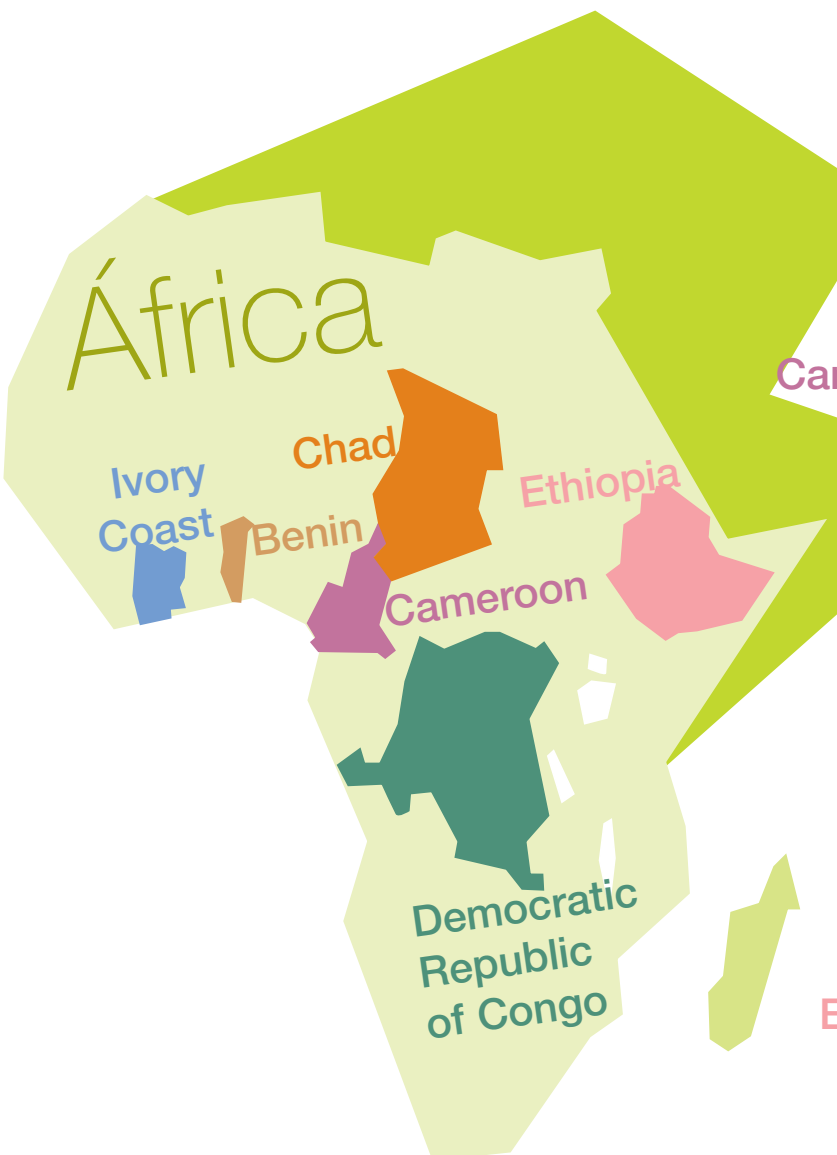 África
Ivory
Coast
Chad
Benin
Ethiopia
Cameroon
Democratic
Republic
of Congo